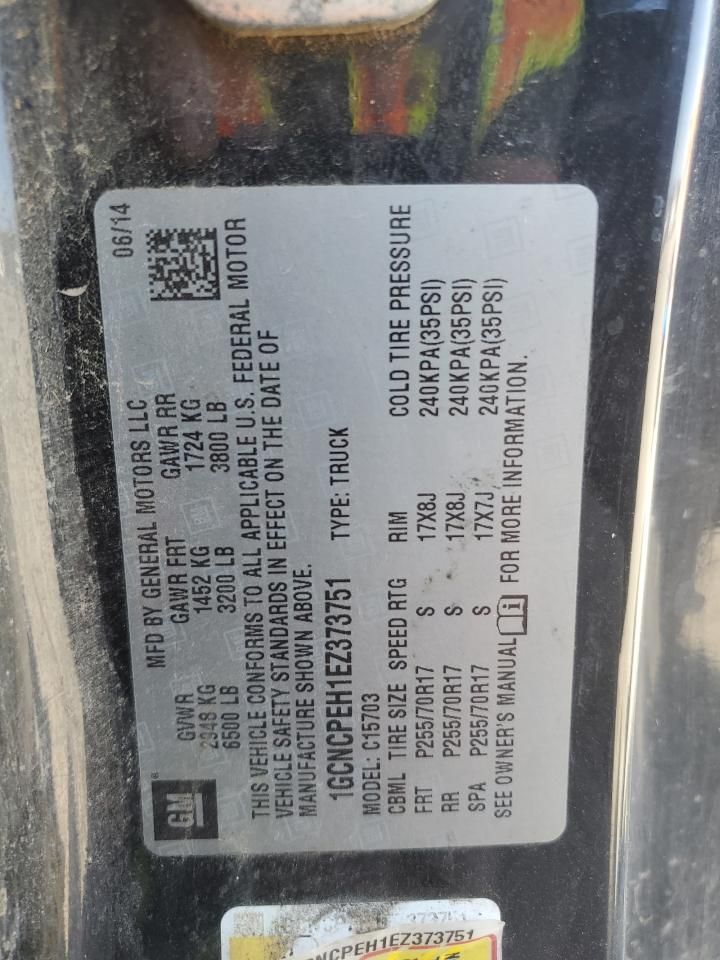 GM
MFD BY GENERAL MOTORS LLC 06/14
GVWR GAWR FRT GAWR RR
2948 KG 1452 KG 1724 KG
6500 LB 3200 LB 3800 LB
THIS VEHICLE CONFORMS TO ALL APPLICABLE U.S. FEDERAL MOTOR
VEHICLE SAFETY STANDARDS IN EFFECT ON THE DATE OF
MANUFACTURE SHOWN ABOVE.
1GCNCPEH1EZ373751 TYPE: TRUCK
MODEL: C15703
CBML TIRE SIZE SPEED RTG RIM COLD TIRE PRESSURE
FRT P255/70R17 S 17X8J 240KPA(35PSI)
RR P255/70R17 S 17X8J 240KPA(35PSI)
SPA P255/70R17 S 17X7J 240KPA(35PSI)
SEE OWNER'S MANUAL FOR MORE INFORMATION.
373751
GNCPEH1EZ373751